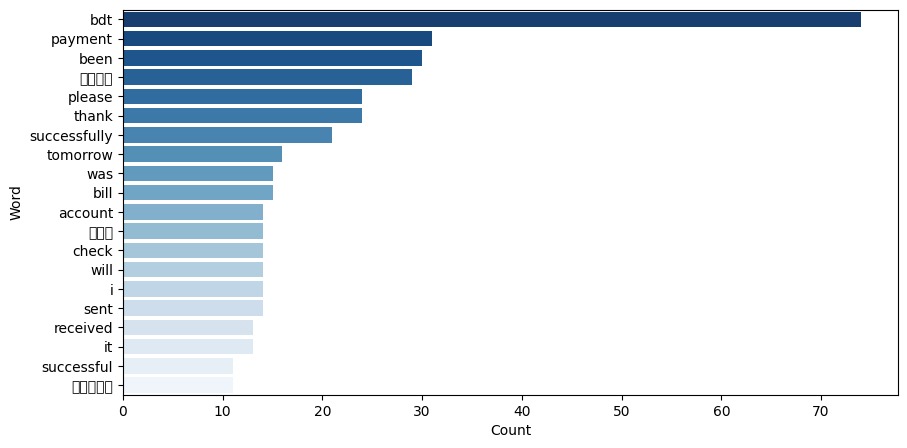 bdt
payment
been
please
thank
successfully
tomorrow
was
bill
account
check
will
i
sent
received
it
successful
Word
0 10 20 30 40 50 60 70
Count